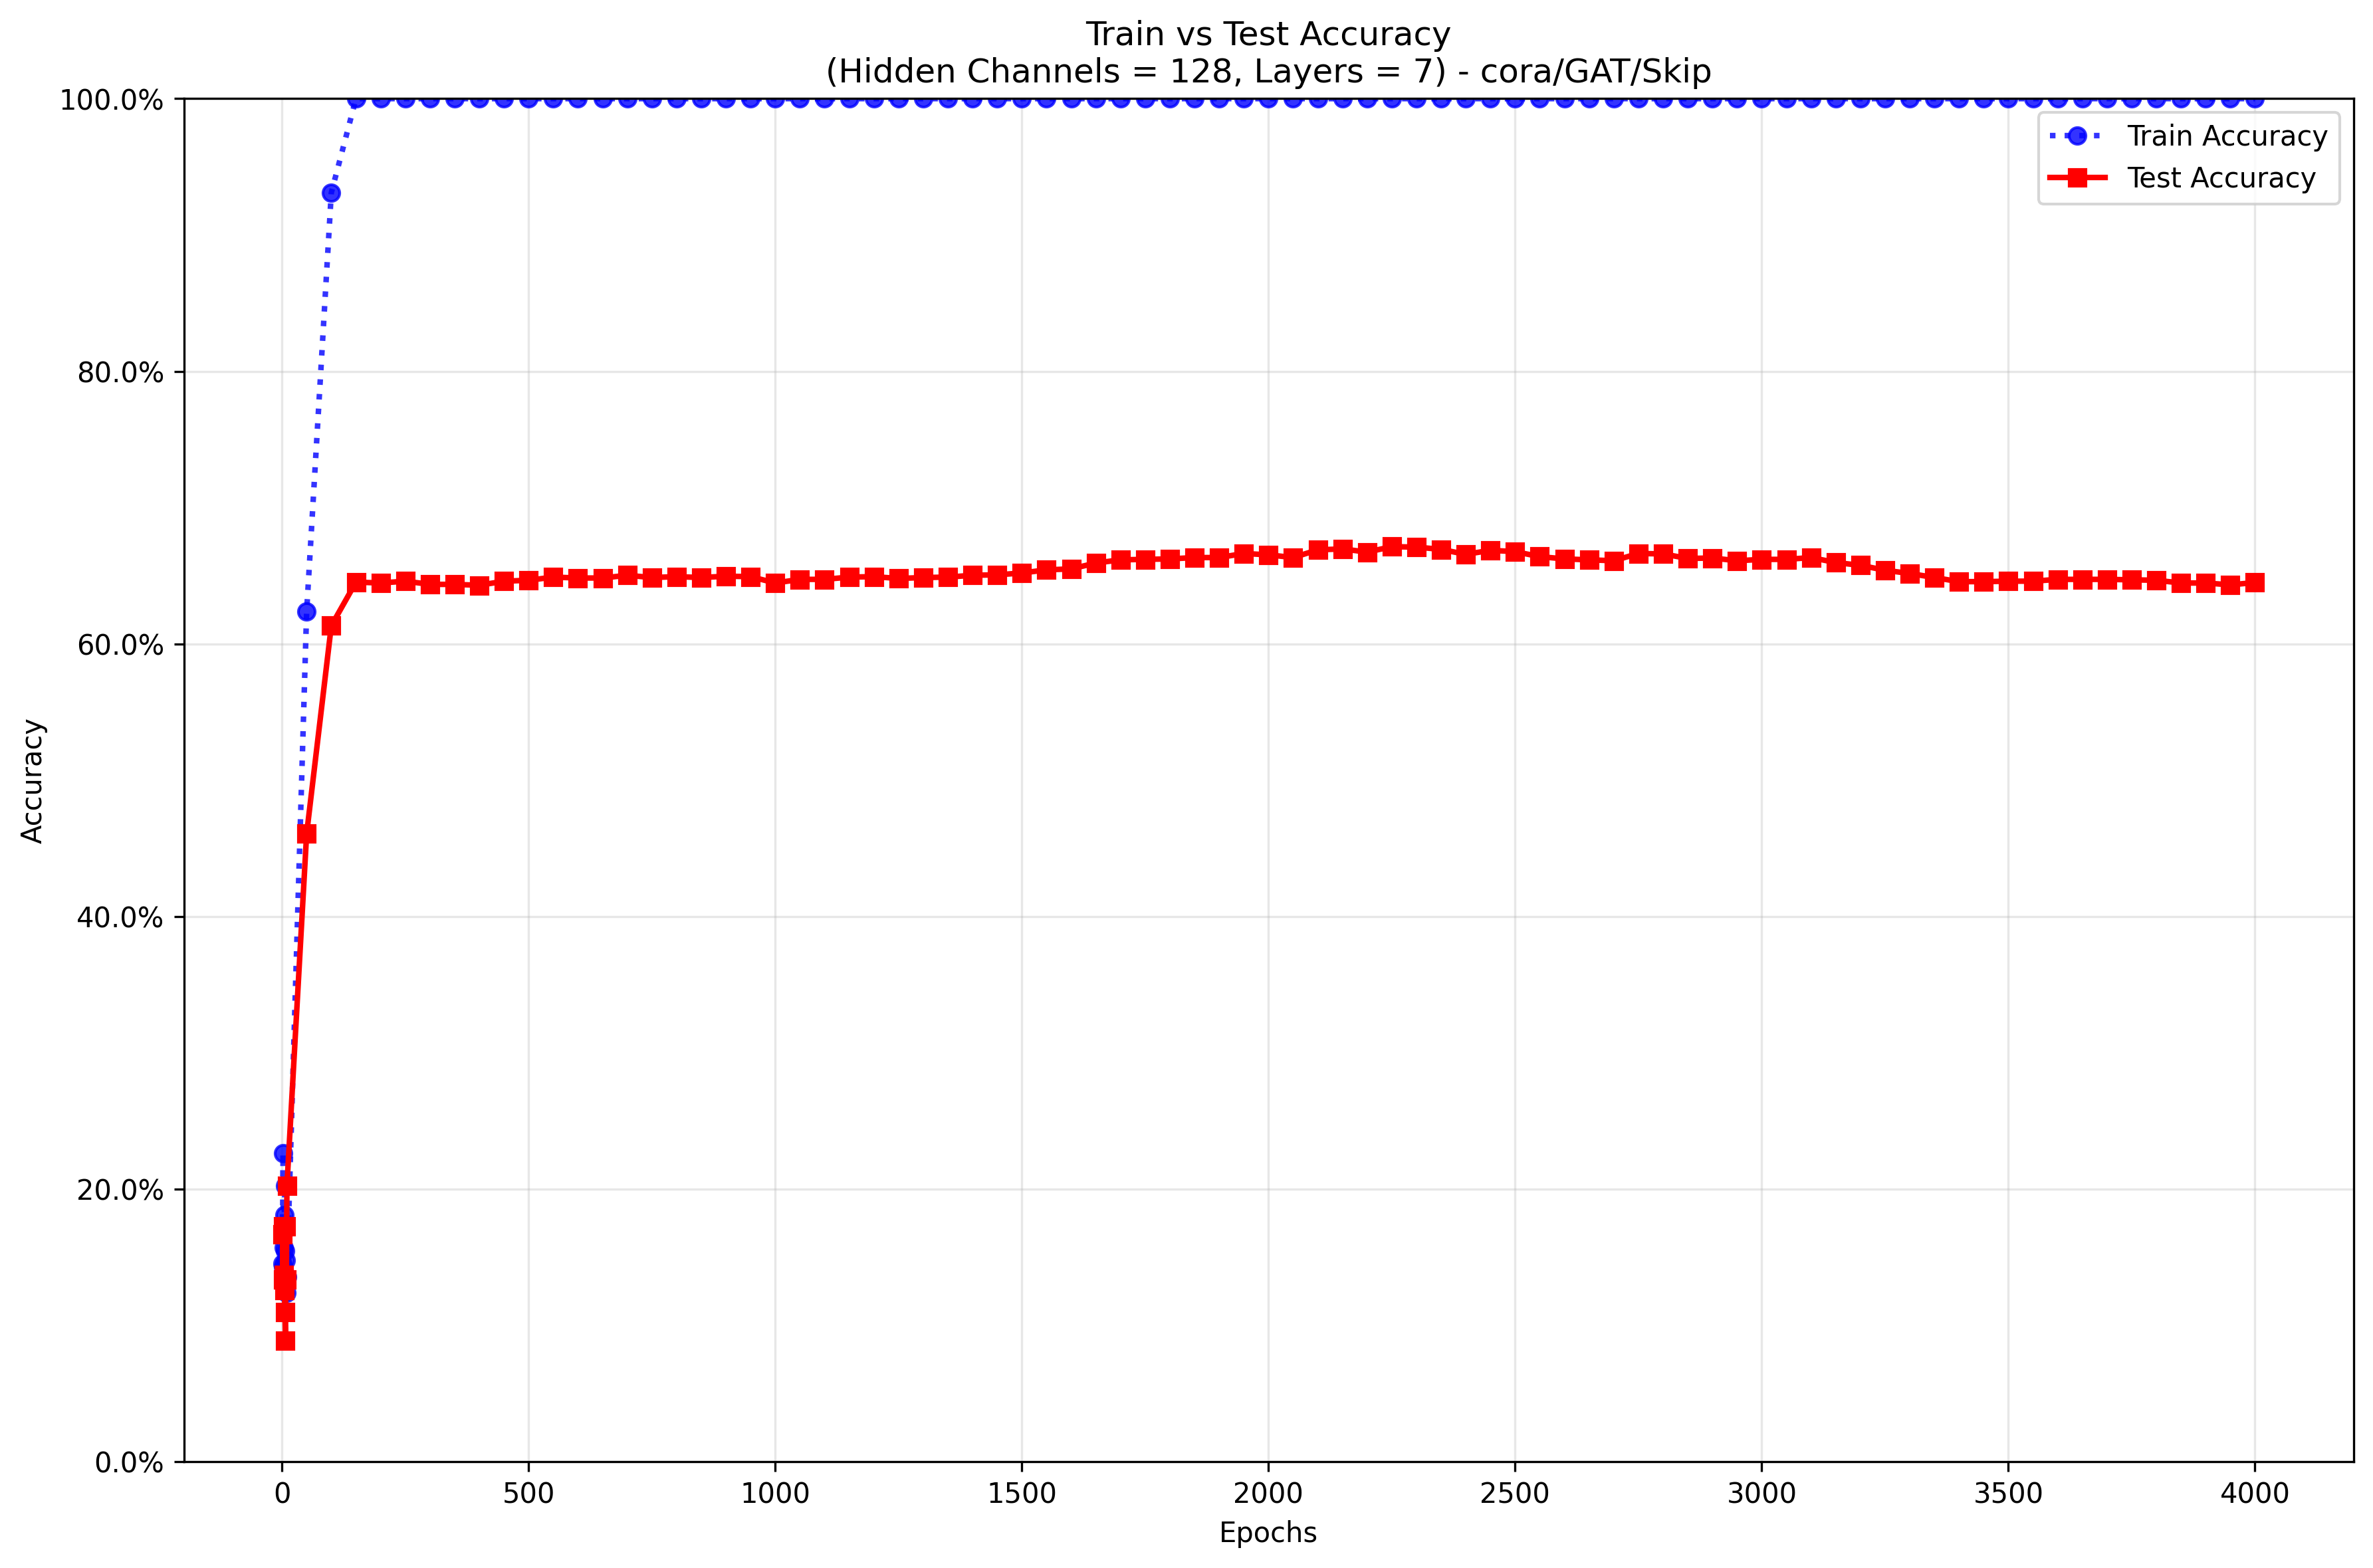 Train vs Test Accuracy
(Hidden Channels = 128, Layers = 7) - cora/GAT/Skip
100.0%
80.0%
60.0%
40.0%
20.0%
0.0%
Accuracy
Train Accuracy
Test Accuracy
0 500 1000 1500 2000 2500 3000 3500 4000
Epochs